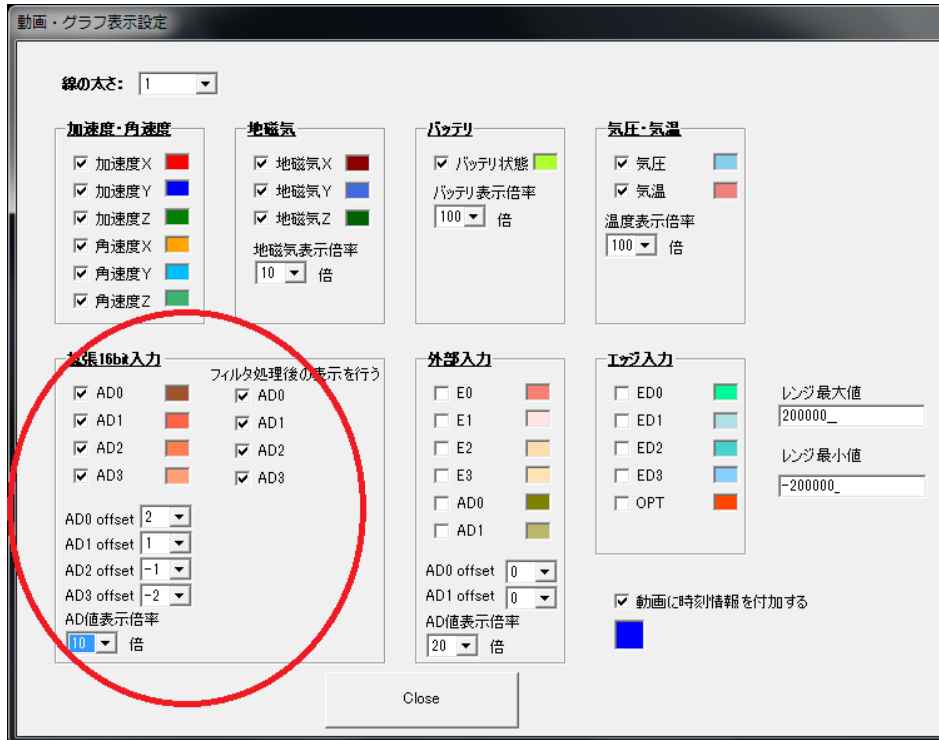 動画・グラフ表示設定
線の太さ: 1
加速度・角速度
加速度X
加速度Y
加速度Z
角速度X
角速度Y
角速度Z
地磁気
地磁気X
地磁気Y
地磁気Z
地磁気表示倍率
10 倍
バッテリ
バッテリ状態
バッテリ表示倍率
100 倍
気圧・気温
気圧
気温
温度表示倍率
100 倍
拡張16bit入力
AD0
AD1
AD2
AD3
フィルタ処理後の表示を行う
AD0
AD1
AD2
AD3
AD0 offset 2
AD1 offset 1
AD2 offset -1
AD3 offset -2
AD値表示倍率
10 倍
外部入力
E0
E1
E2
E3
AD0
AD1
AD0 offset 0
AD1 offset 0
AD値表示倍率
20 倍
エッジ入力
ED0
ED1
ED2
ED3
OPT
レンジ最大値
200000_
レンジ最小値
-200000_
動画に時刻情報を付加する
Close